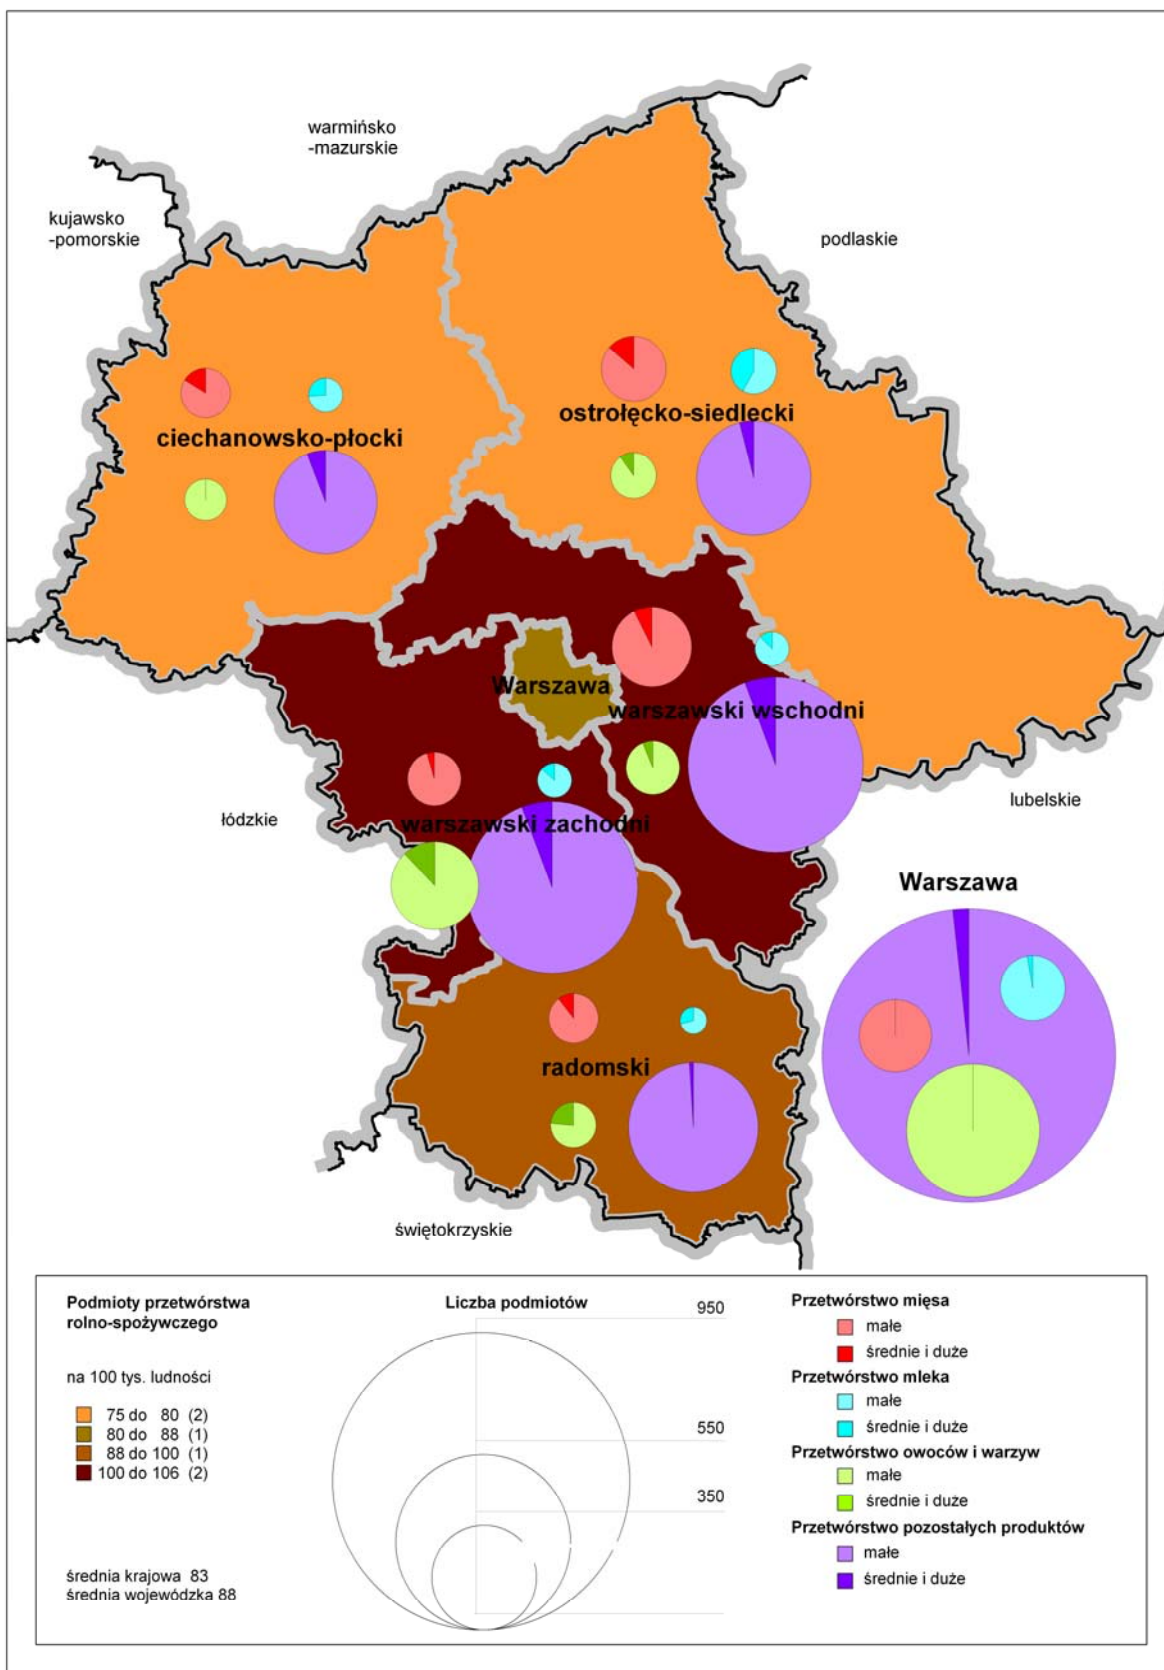 warmińsko
-mazurskie
kujawsko
-pomorskie
podlaskie
ostrołęcko-siedlecki
ciechanowsko-płocki
Warszawa
warszawski wschodni
lubelskie
łódzkie
warszawski zachodni
Warszawa
radomski
świętokrzyskie
Podmioty przetwórstwa
rolno-spożywczego
na 100 tys. ludności
75 do 80 (2)
80 do 88 (1)
88 do 100 (1)
100 do 106 (2)
średnia krajowa 83
średnia wojewódzka 88
Liczba podmiotów
950
550
350
Przetwórstwo mięsa
małe
średnie i duże
Przetwórstwo mleka
małe
średnie i duże
Przetwórstwo owoców i warzyw
małe
średnie i duże
Przetwórstwo pozostałych produktów
małe
średnie i duże